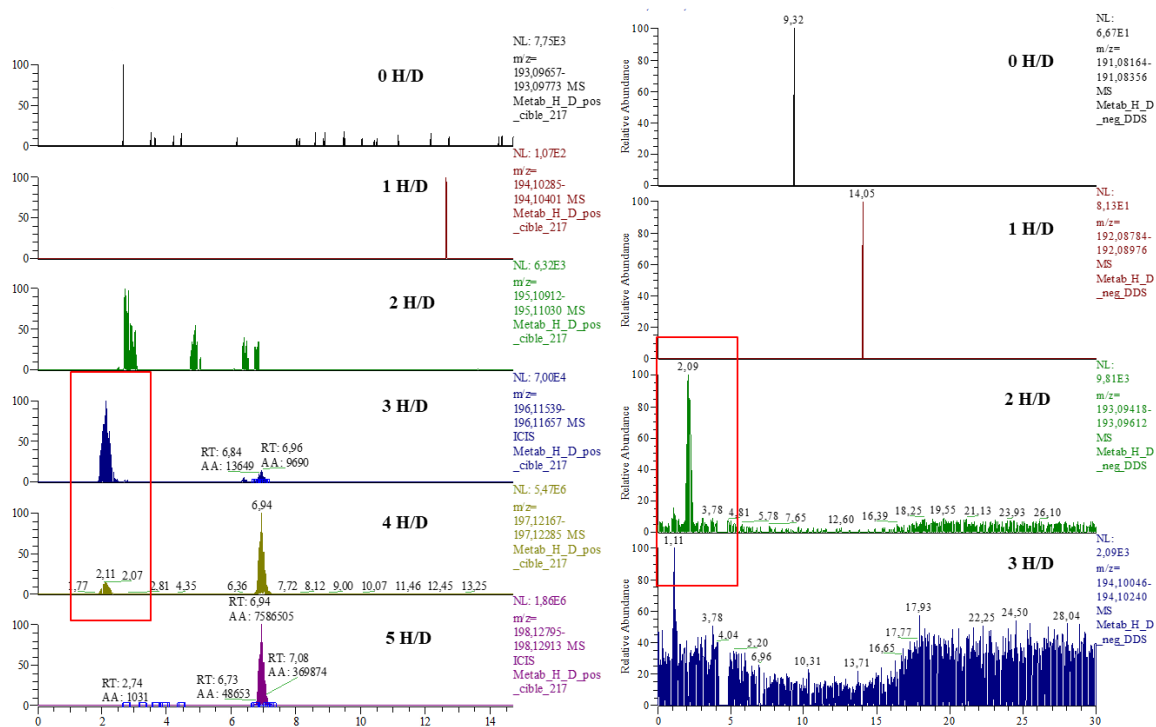 0 H/D
100
50
0
NL: 7,75E3
m/z=
193,09657-
193,09773 MS
Metab_H_D_pos
_cible_217
1 H/D
100
50
0
NL: 1,07E2
m/z=
194,10285-
194,10401 MS
Metab_H_D_pos
_cible_217
2 H/D
100
50
0
NL: 6,32E3
m/z=
195,10912-
195,11030 MS
Metab_H_D_pos
_cible_217
3 H/D
100
50
0
RT: 6,84
AA: 13649
RT: 6,96
AA: 9690
NL: 7,00E4
m/z=
196,11539-
196,11657 MS
ICIS
Metab_H_D_pos
_cible_217
4 H/D
100
50
0
6,94
1,77 2,11 2,07 2,81 4,35 6,36 7,72 8,12 9,00 10,07 11,46 12,45 13,25
NL: 5,47E6
m/z=
197,12167-
197,12285 MS
Metab_H_D_pos
_cible_217
5 H/D
100
50
0
RT: 6,94
AA: 7586505
RT: 7,08
AA: 369874
RT: 6,73
AA: 48653
RT: 2,74
AA: 1031
NL: 1,86E6
m/z=
198,12795-
198,12913 MS
ICIS
Metab_H_D_pos
_cible_217
0 2 4 6 8 10 12 14
0 H/D
Relative Abundance
100
80
60
40
20
0
9,32
NL:
6,67E1
m/z=
191,08164-
191,08356
MS
Metab_H_D
_neg_DDS
1 H/D
Relative Abundance
100
80
60
40
20
0
14,05
NL:
8,13E1
m/z=
192,08784-
192,08976
MS
Metab_H_D
_neg_DDS
2 H/D
Relative Abundance
100
80
60
40
20
0
2,09
3,78 4,81 5,78 7,65 12,60 16,39 18,25 19,55 21,13 23,93 26,10
NL:
9,81E3
m/z=
193,09418-
193,09612
MS
Metab_H_D
_neg_DDS
3 H/D
Relative Abundance
100
80
60
40
20
0
1,11
3,78 4,04 5,20 6,96 10,31 13,71 16,65 17,77 17,93 22,25 24,50 28,04
NL:
2,09E3
m/z=
194,10046-
194,10240
MS
Metab_H_D
_neg_DDS
0 5 10 15 20 25 30